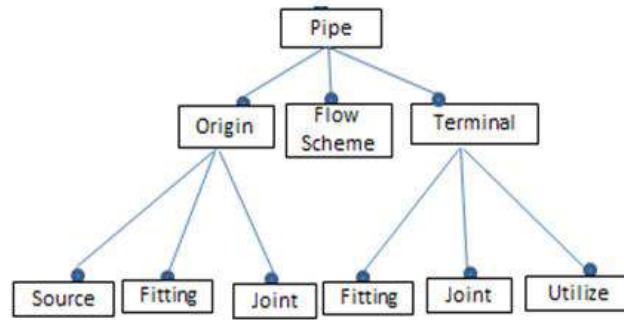 Pipe
Origin
Flow
Scheme
Terminal
Source
Fitting
Joint
Fitting
Joint
Utilize